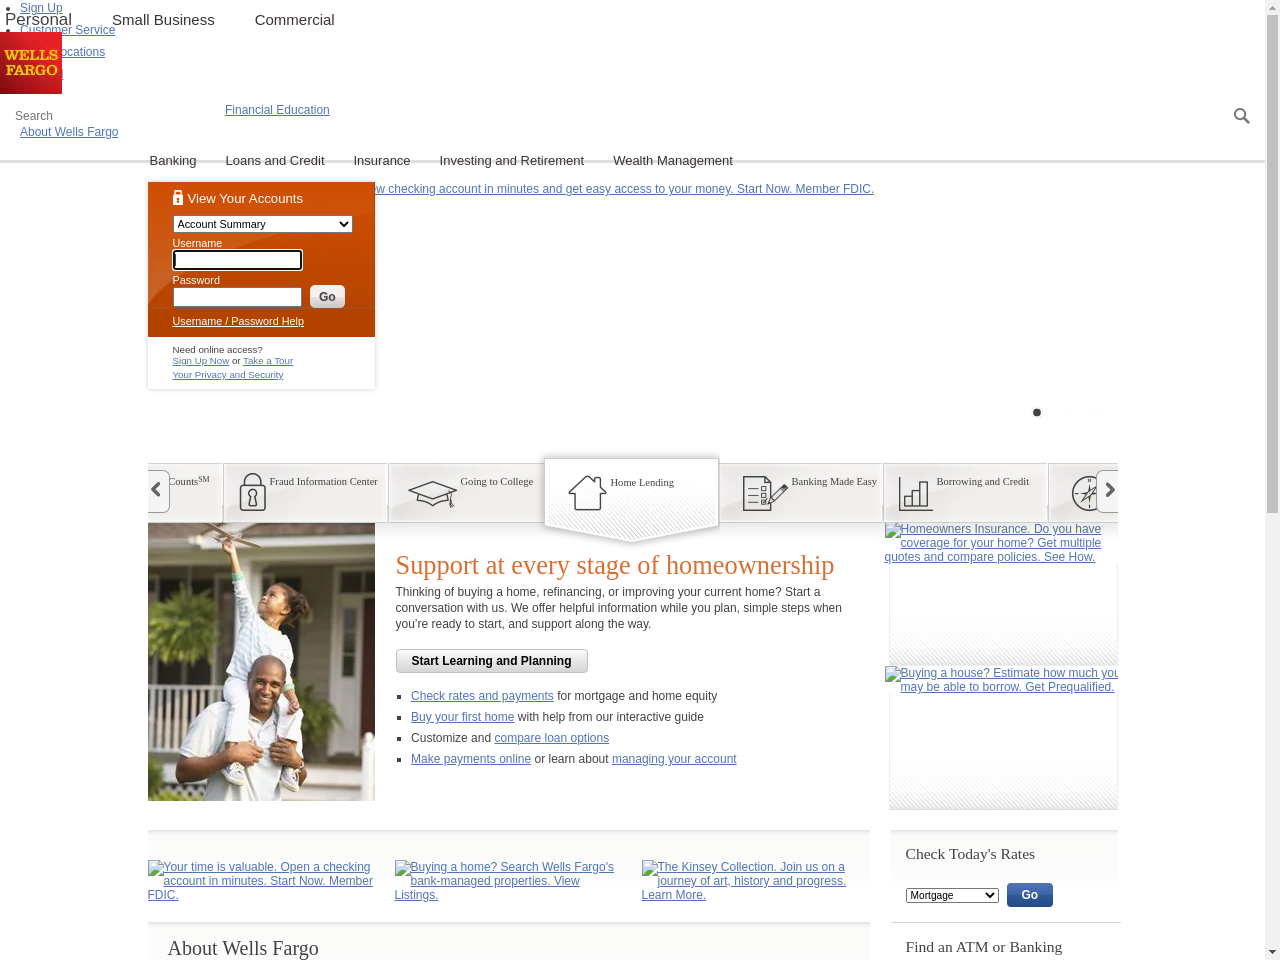 Sign Up
Personal
Small Business
Commercial
Customer Service
WELLS
FARGO
ocations
Financial Education
Search
About Wells Fargo
Banking
Loans and Credit
Insurance
Investing and Retirement
Wealth Management
View Your Accounts
w checking account in minutes and get easy access to your money. Start Now. Member FDIC.
Account Summary
Username
Password
Go
Username / Password Help
Need online access?
Sign Up Now or Take a Tour
Your Privacy and Security
CountsSM
Fraud Information Center
Going to College
Home Lending
Banking Made Easy
Borrowing and Credit
Support at every stage of homeownership
Thinking of buying a home, refinancing, or improving your current home? Start a
conversation with us. We offer helpful information while you plan, simple steps when
you’re ready to start, and support along the way.
Start Learning and Planning
Check rates and payments for mortgage and home equity
Buy your first home with help from our interactive guide
Customize and compare loan options
Make payments online or learn about managing your account
Homeowners Insurance. Do you have
coverage for your home? Get multiple
quotes and compare policies. See How.
Buying a house? Estimate how much you
may be able to borrow. Get Prequalified.
Your time is valuable. Open a checking
account in minutes. Start Now. Member
FDIC.
Buying a home? Search Wells Fargo's
bank-managed properties. View
Listings.
The Kinsey Collection. Join us on a
journey of art, history and progress.
Learn More.
Check Today's Rates
Mortgage
Go
About Wells Fargo
Find an ATM or Banking